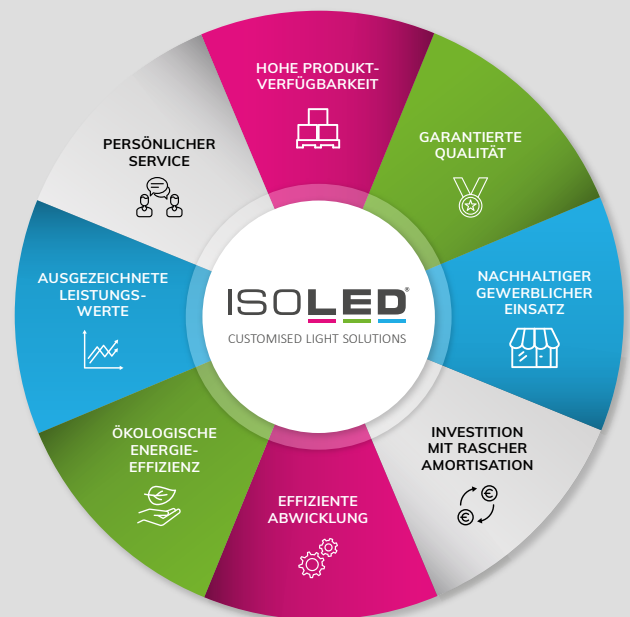 HOHE PRODUKT-
VERFÜGBARKEIT
GARANTIERTE
QUALITÄT
NACHHALTIGER
GEWERBLICHER
EINSATZ
INVESTITION
MIT RASCHER
AMORTISATION
€
€
EFFIZIENTE
ABWICKLUNG
ÖKOLOGISCHE
ENERGIE-
EFFIZIENZ
AUSGEZEICHNETE
LEISTUNGS-
WERTE
PERSÖNLICHER
SERVICE
ISOLED®
CUSTOMISED LIGHT SOLUTIONS